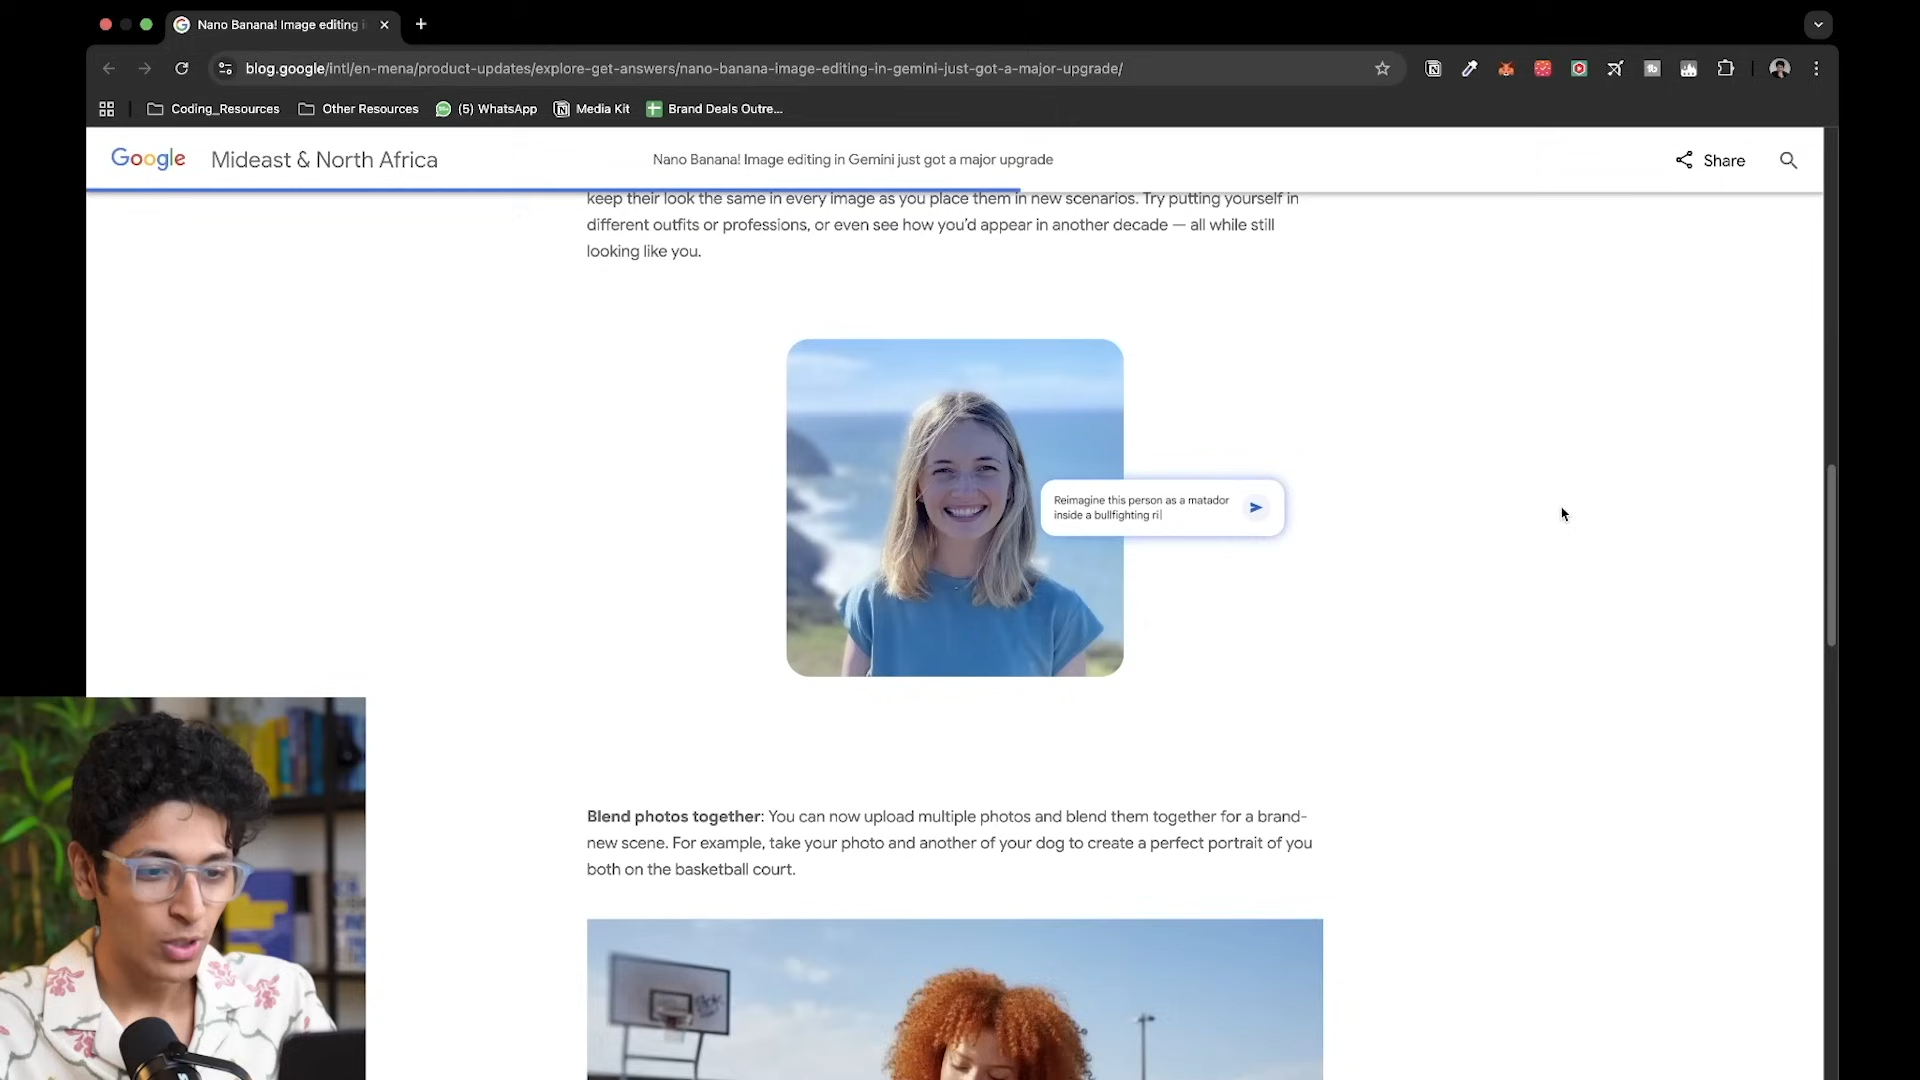 Nano Banana! Image editing i
blog.google/intl/en-mena/product-updates/explore-get-answers/nano-banana-image-editing-in-gemini-just-got-a-major-upgrade/
Coding_Resources
Other Resources
(5) WhatsApp
Media Kit
Brand Deals Outre...
Google
Mideast & North Africa
Nano Banana! Image editing in Gemini just got a major upgrade
Share
keep their look the same in every image as you place them in new scenarios. Try putting yourself in
different outfits or professions, or even see how you’d appear in another decade — all while still
looking like you.
Reimagine this person as a matador
inside a bullfighting ri
Blend photos together: You can now upload multiple photos and blend them together for a brand-
new scene. For example, take your photo and another of your dog to create a perfect portrait of you
both on the basketball court.